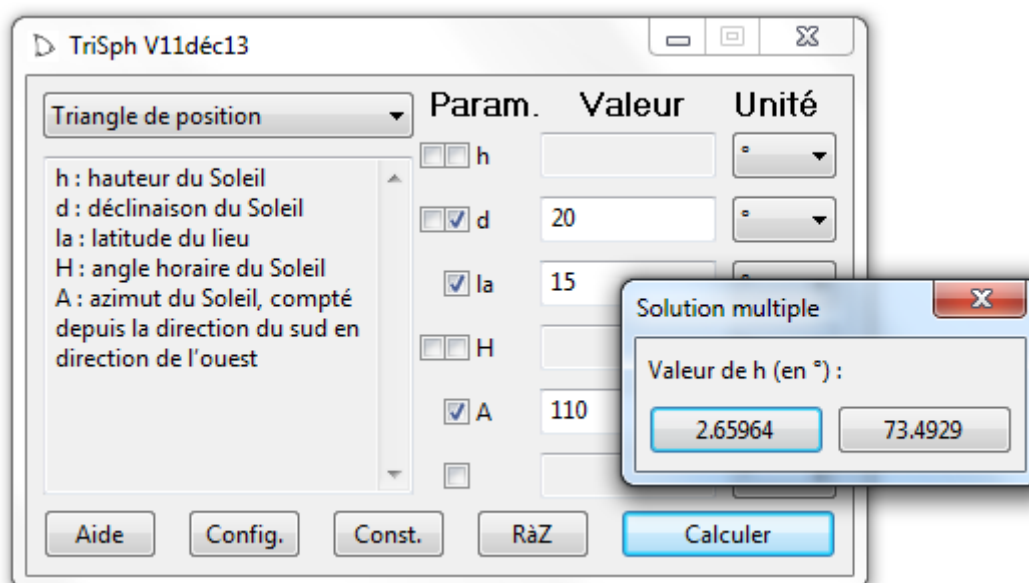 TriSph V11déc13
Triangle de position
Param. Valeur Unité
h : hauteur du Soleil
d : déclinaison du Soleil
la : latitude du lieu
H : angle horaire du Soleil
A : azimut du Soleil, compté
depuis la direction du sud en
direction de l'ouest
h °
d 20 °
la 15
H
A 110
Solution multiple
Valeur de h (en °) :
2.65964 73.4929
Aide Config. Const. RàZ Calculer